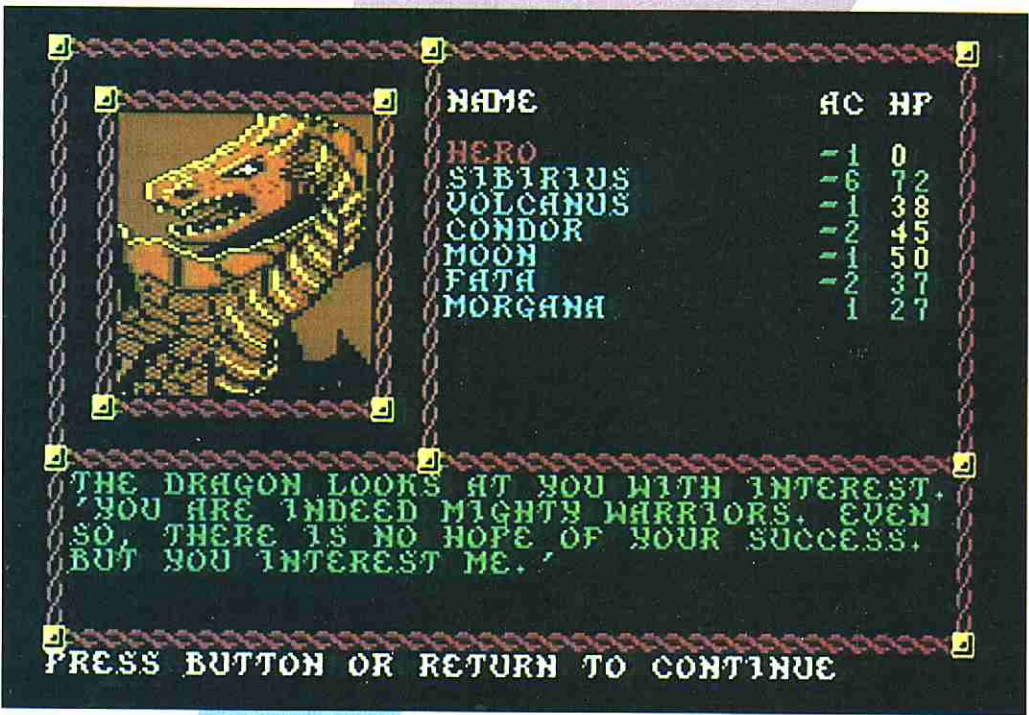 NAME AC HP
HERO -1 0
SIBIRIUS -6 72
VOLCANUS -1 38
CONDOR -2 45
MOON -1 50
FATA -2 37
MORGANA 1 27
THE DRAGON LOOKS AT YOU WITH INTEREST.
'YOU ARE INDEED MIGHTY WARRIORS. EVEN
SO, THERE IS NO HOPE OF YOUR SUCCESS.
BUT YOU INTEREST ME.'
PRESS BUTTON OR RETURN TO CONTINUE